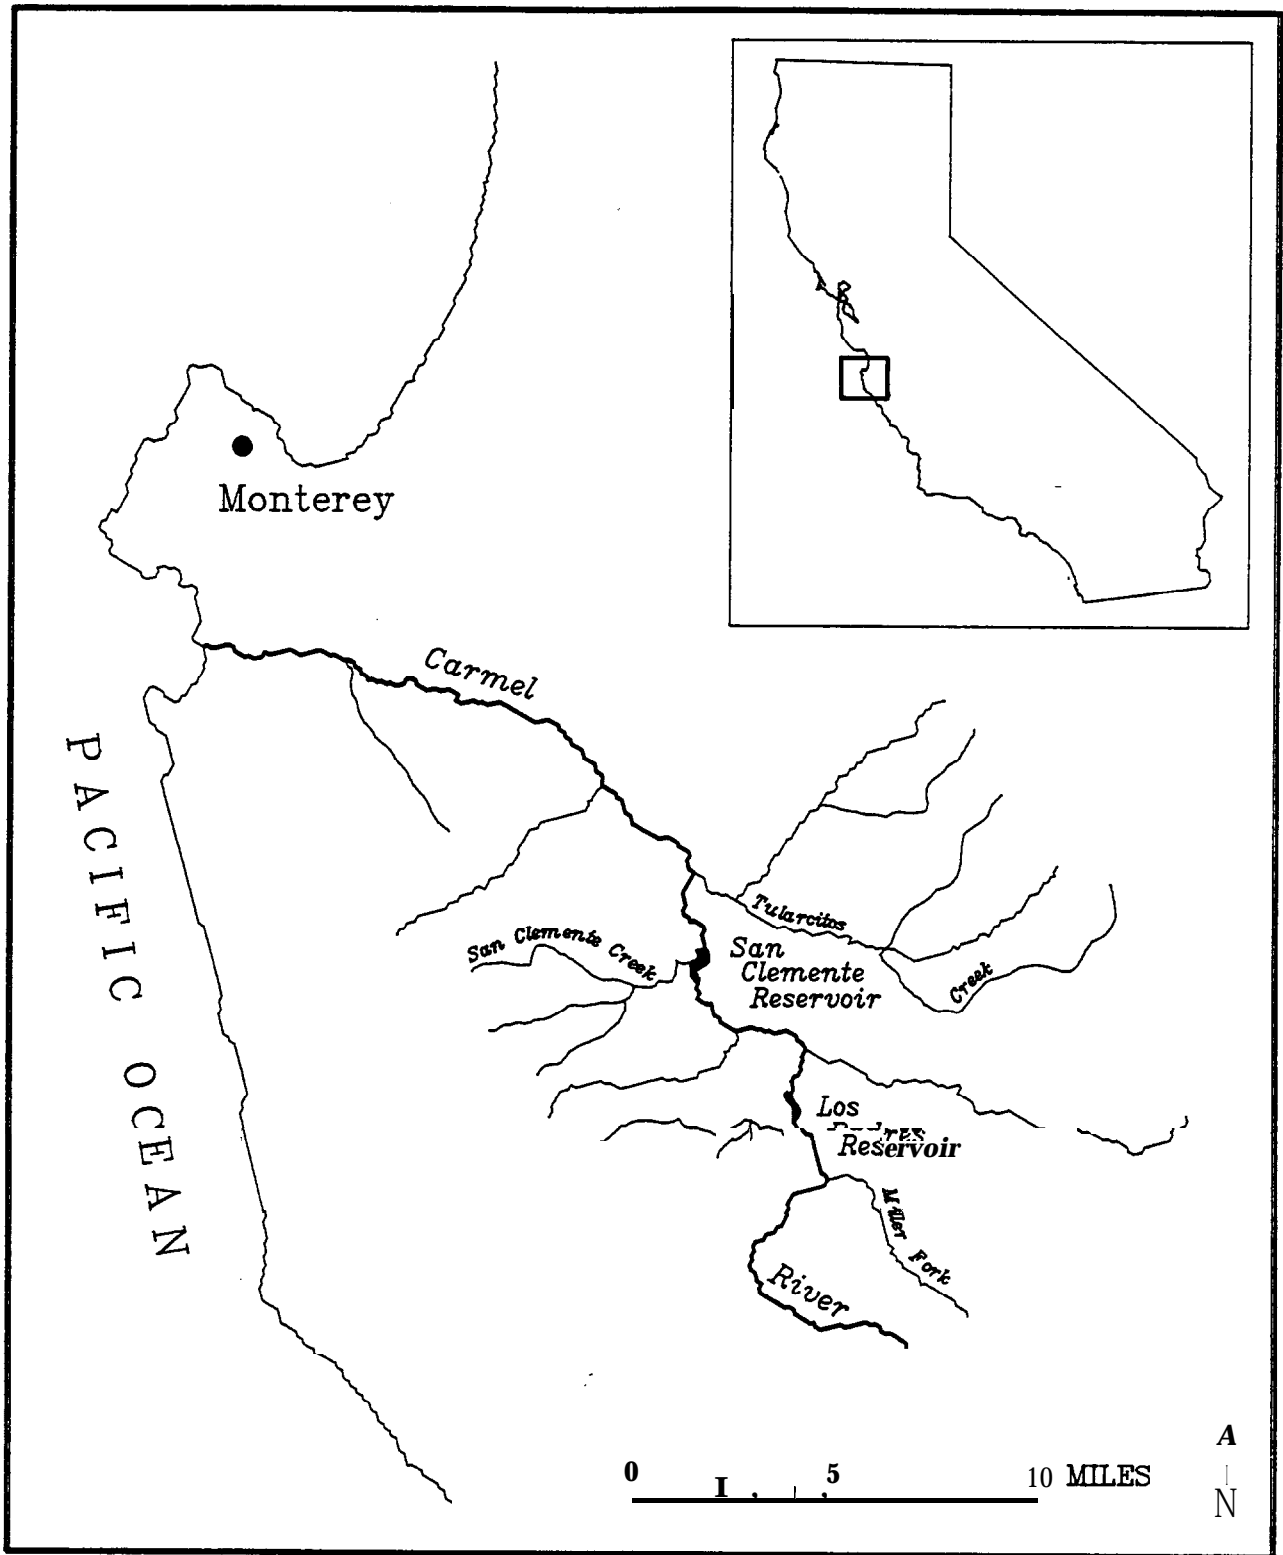 Monterey
Carmel
PACIFIC OCEAN
Tularcitos
Creek
San Clemente Creek
San
Clemente
Reservoir
Los
Reservoir
Miller Fork
River
0
5
10 MILES
I
A
N